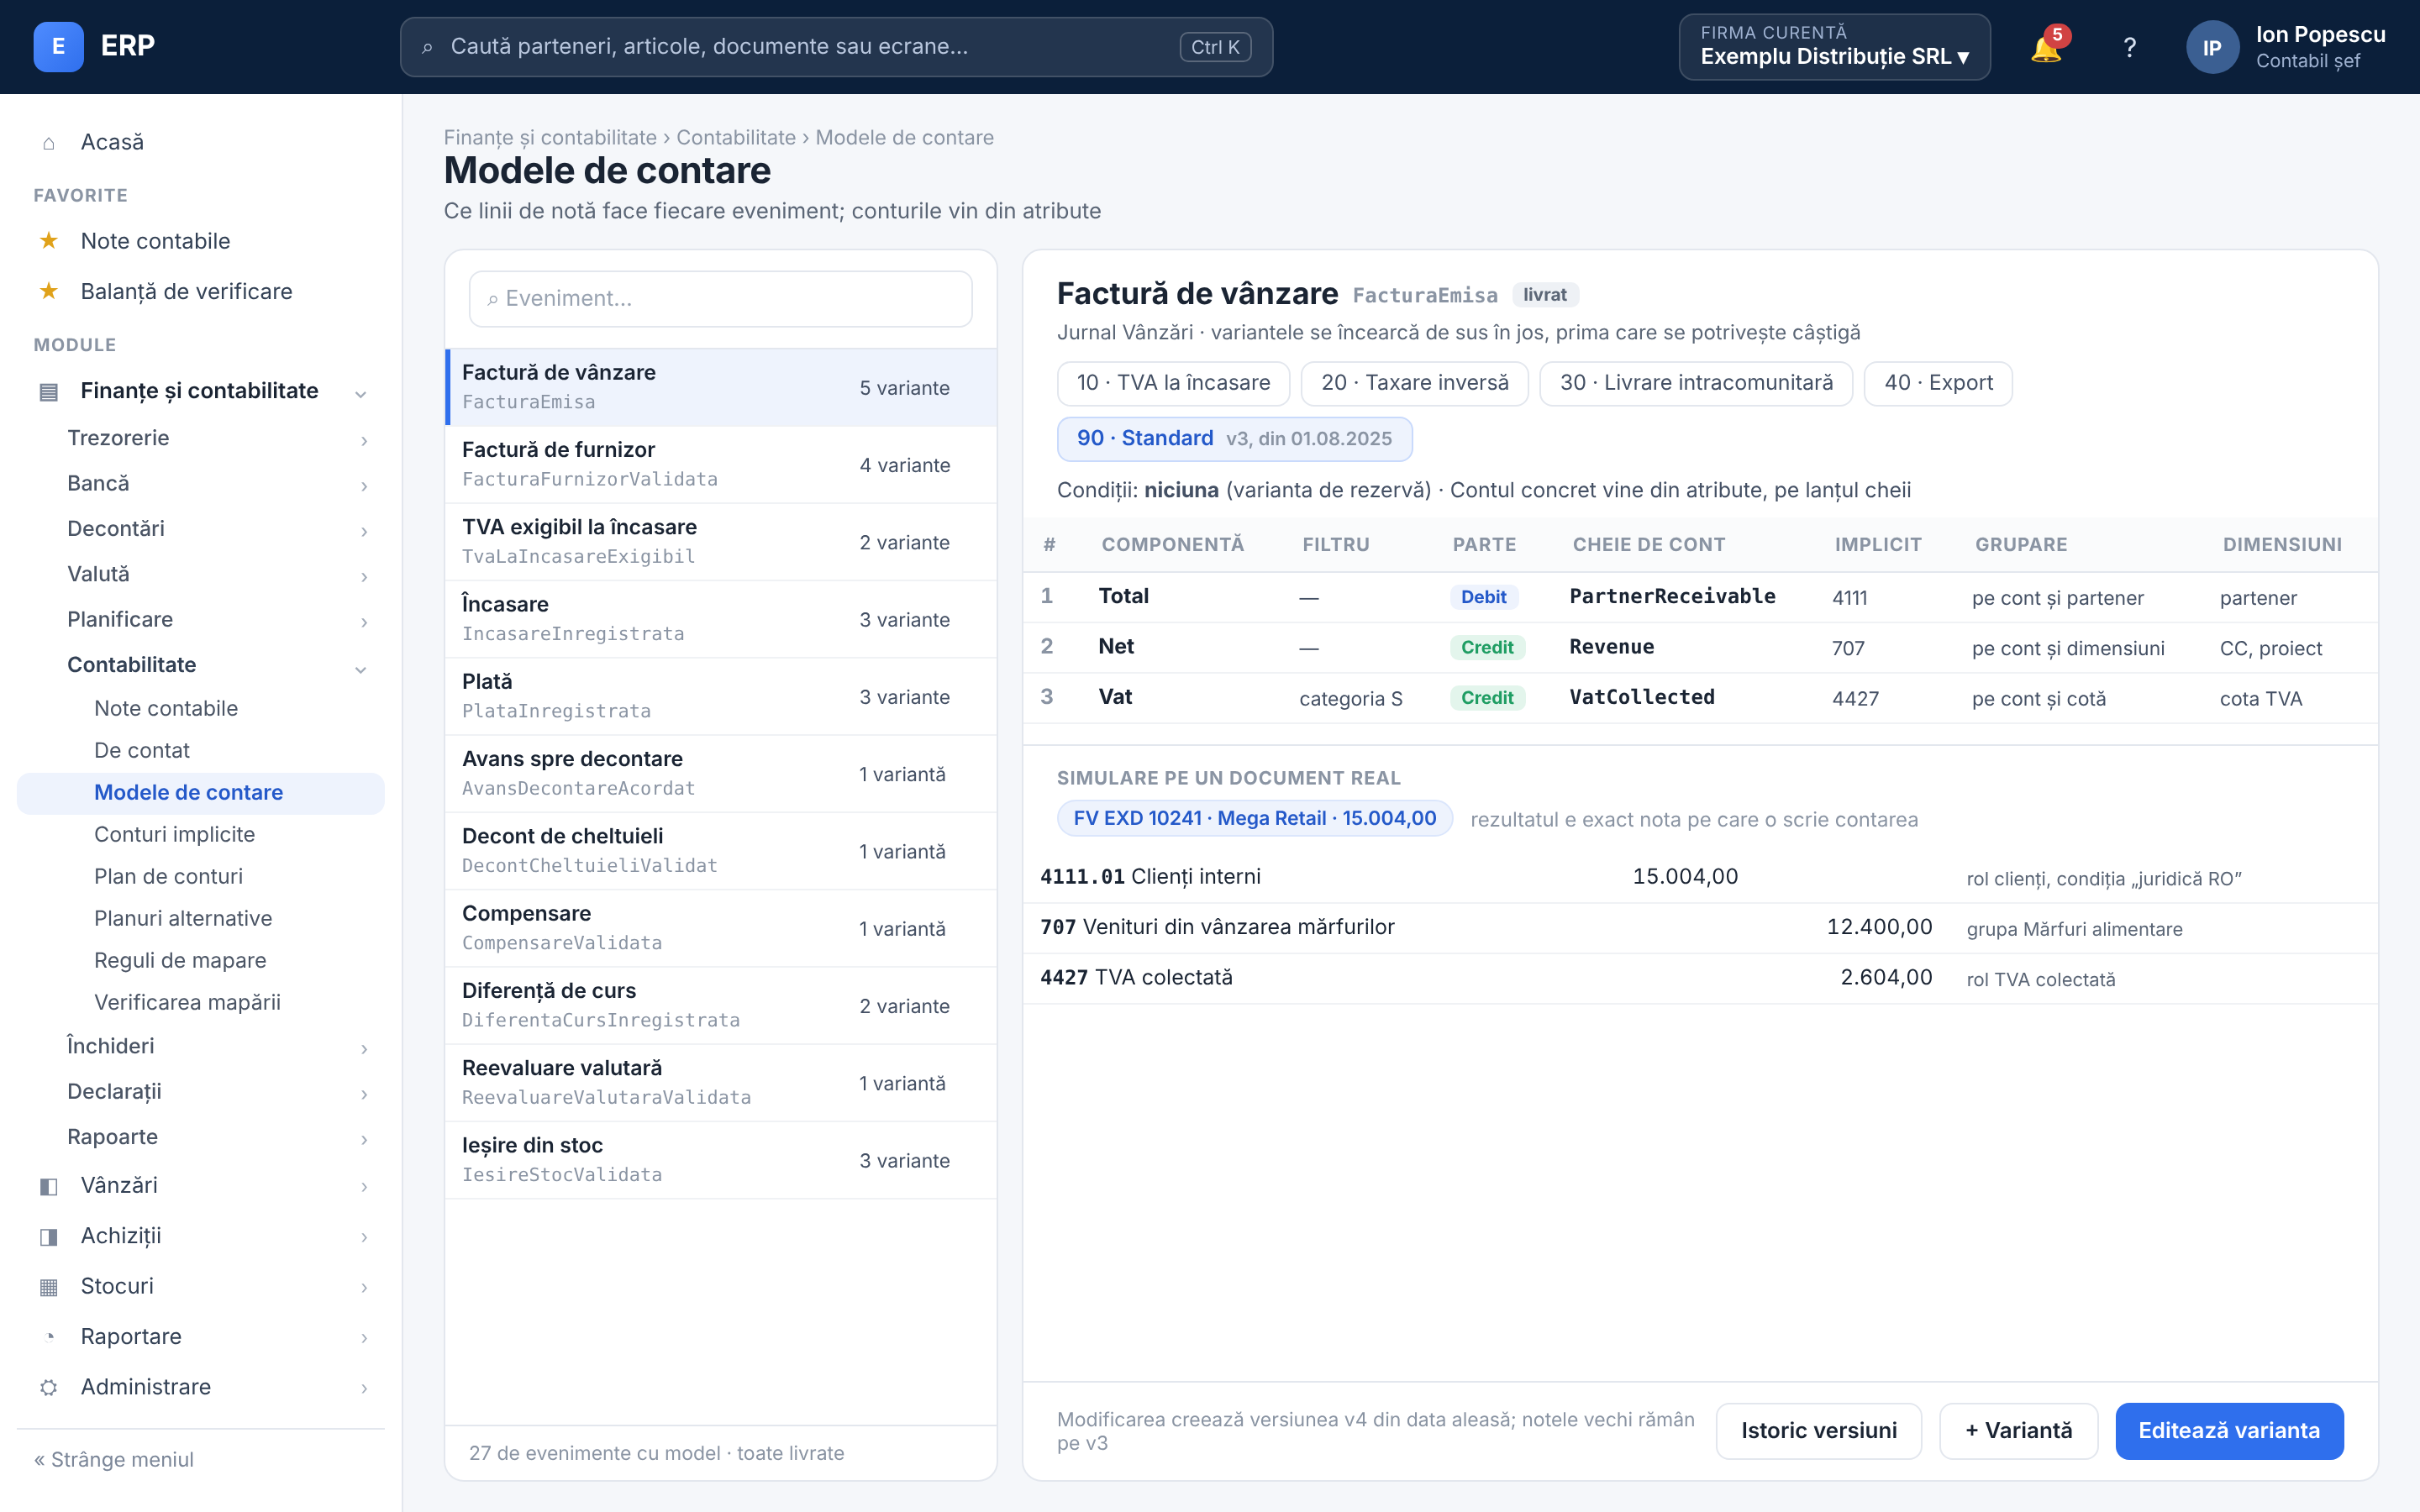 E ERP
Caută parteneri, articole, documente sau ecrane... Ctrl K
FIRMA CURENTĂ
Exemplu Distribuție SRL ▾
5
?
IP
Ion Popescu
Contabil șef
Acasă
FAVORITE
★ Note contabile
★ Balanță de verificare
MODULE
Finanțe și contabilitate
Trezorerie ›
Bancă ›
Decontări ›
Valută ›
Planificare ›
Contabilitate
Note contabile
De contat
Modele de contare
Conturi implicite
Plan de conturi
Planuri alternative
Reguli de mapare
Verificarea mapării
Închideri ›
Declarații ›
Rapoarte ›
Vânzări ›
Achiziții ›
Stocuri ›
Raportare ›
Administrare ›
« Strânge meniul
Finanțe și contabilitate › Contabilitate › Modele de contare
Modele de contare
Ce linii de notă face fiecare eveniment; conturile vin din atribute
Eveniment...
Factură de vânzare
FacturaEmisa
5 variante
Factură de furnizor
FacturaFurnizorValidata
4 variante
TVA exigibil la încasare
TvaLaIncasareExigibil
2 variante
Încasare
IncasareInregistrata
3 variante
Plată
PlataInregistrata
3 variante
Avans spre decontare
AvansDecontareAcordat
1 variantă
Decont de cheltuieli
DecontCheltuieliValidat
1 variantă
Compensare
CompensareValidata
1 variantă
Diferență de curs
DiferentaCursInregistrata
2 variante
Reevaluare valutară
ReevaluareValutaraValidata
1 variantă
Ieșire din stoc
IesireStocValidata
3 variante
27 de evenimente cu model · toate livrate
Factură de vânzare FacturaEmisa livrat
Jurnal Vânzări · variantele se încearcă de sus în jos, prima care se potrivește câștigă
10 · TVA la încasare 20 · Taxare inversă 30 · Livrare intracomunitară 40 · Export
90 · Standard v3, din 01.08.2025
Condiții: niciuna (varianta de rezervă) · Contul concret vine din atribute, pe lanțul cheii
# COMPONENTĂ FILTRU PARTE CHEIE DE CONT IMPLICIT GRUPARE DIMENSIUNI
1 Total — Debit PartnerReceivable 4111 pe cont și partener partener
2 Net — Credit Revenue 707 pe cont și dimensiuni CC, proiect
3 Vat categoria S Credit VatCollected 4427 pe cont și cotă cota TVA
SIMULARE PE UN DOCUMENT REAL
FV EXD 10241 · Mega Retail · 15.004,00 rezultatul e exact nota pe care o scrie contarea
4111.01 Clienți interni 15.004,00 rol clienți, condiția „juridică RO”
707 Venituri din vânzarea mărfurilor 12.400,00 grupa Mărfuri alimentare
4427 TVA colectată 2.604,00 rol TVA colectată
Modificarea creează versiunea v4 din data aleasă; notele vechi rămân
pe v3
Istoric versiuni + Variantă Editează varianta